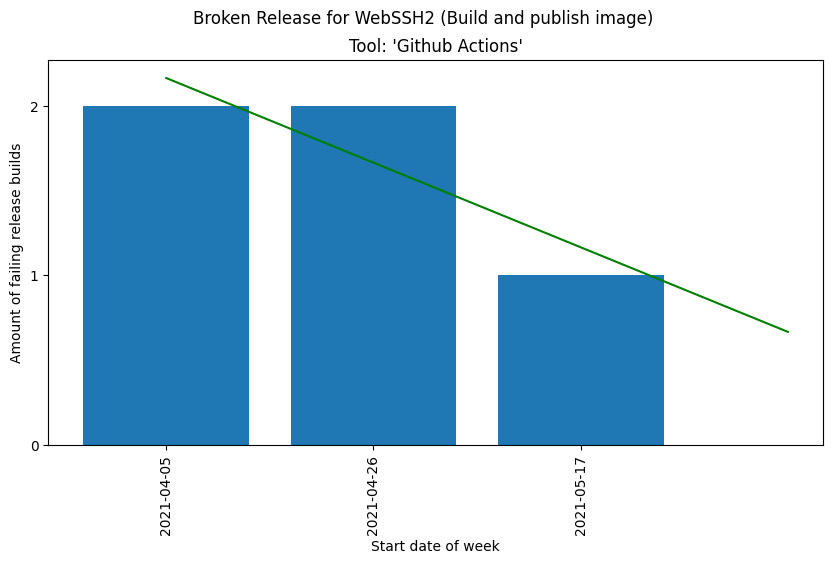 Broken Release for WebSSH2 (Build and publish image)
Tool: 'Github Actions'
Amount of failing release builds
2
1
0
2021-04-05
2021-04-26
2021-05-17
Start date of week